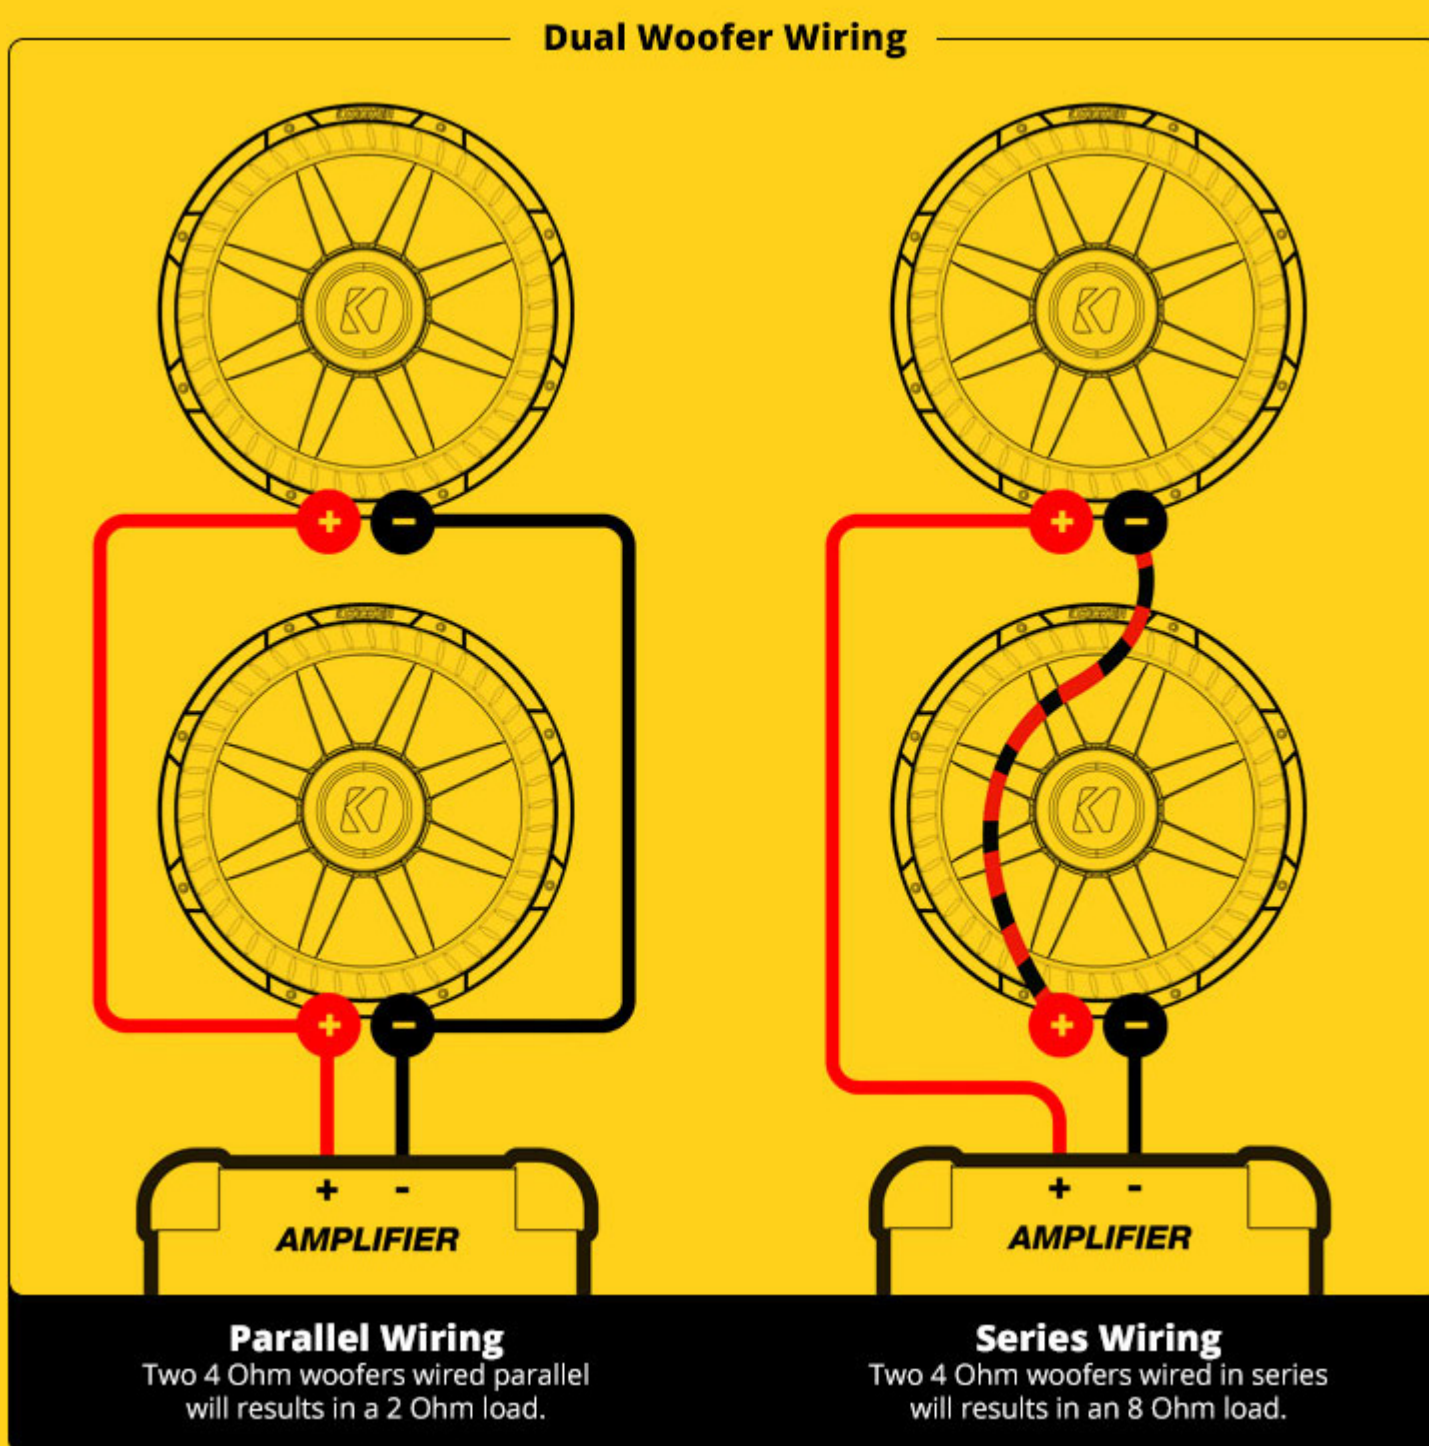 Dual Woofer Wiring
+ −
+ −
+ -
AMPLIFIER
Parallel Wiring
Two 4 Ohm woofers wired parallel
will results in a 2 Ohm load.
+ −
+ −
+ -
AMPLIFIER
Series Wiring
Two 4 Ohm woofers wired in series
will results in an 8 Ohm load.